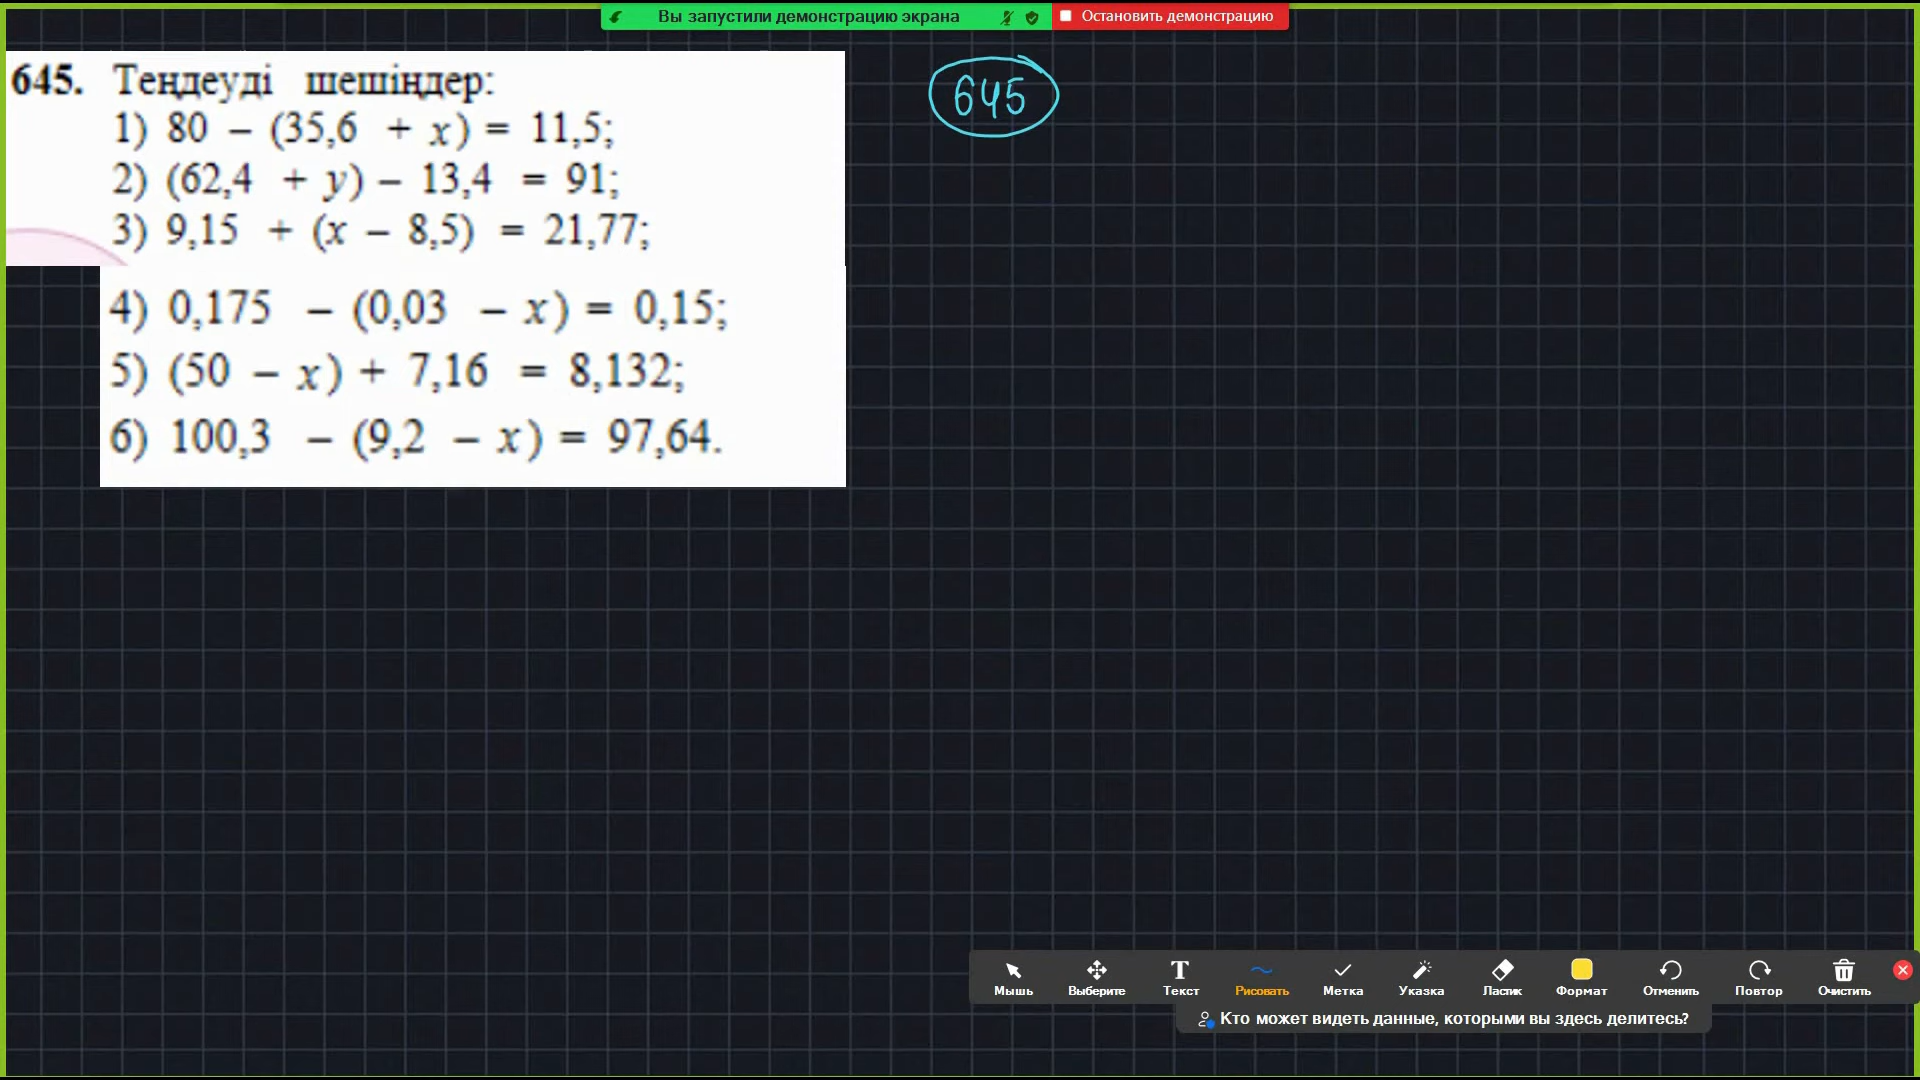 Вы запустили демонстрацию экрана
Остановить демонстрацию
645. Теңдеуді шешіңдер:
1) 80 – (35,6 + x) = 11,5;
2) (62,4 + y) – 13,4 = 91;
3) 9,15 + (x – 8,5) = 21,77;
4) 0,175 – (0,03 – x) = 0,15;
5) (50 – x) + 7,16 = 8,132;
6) 100,3 – (9,2 – x) = 97,64.
645
Мышь Выберите Текст Рисовать Метка Указка Ластик Формат Отменить Повтор Очистить
Кто может видеть данные, которыми вы здесь делитесь?